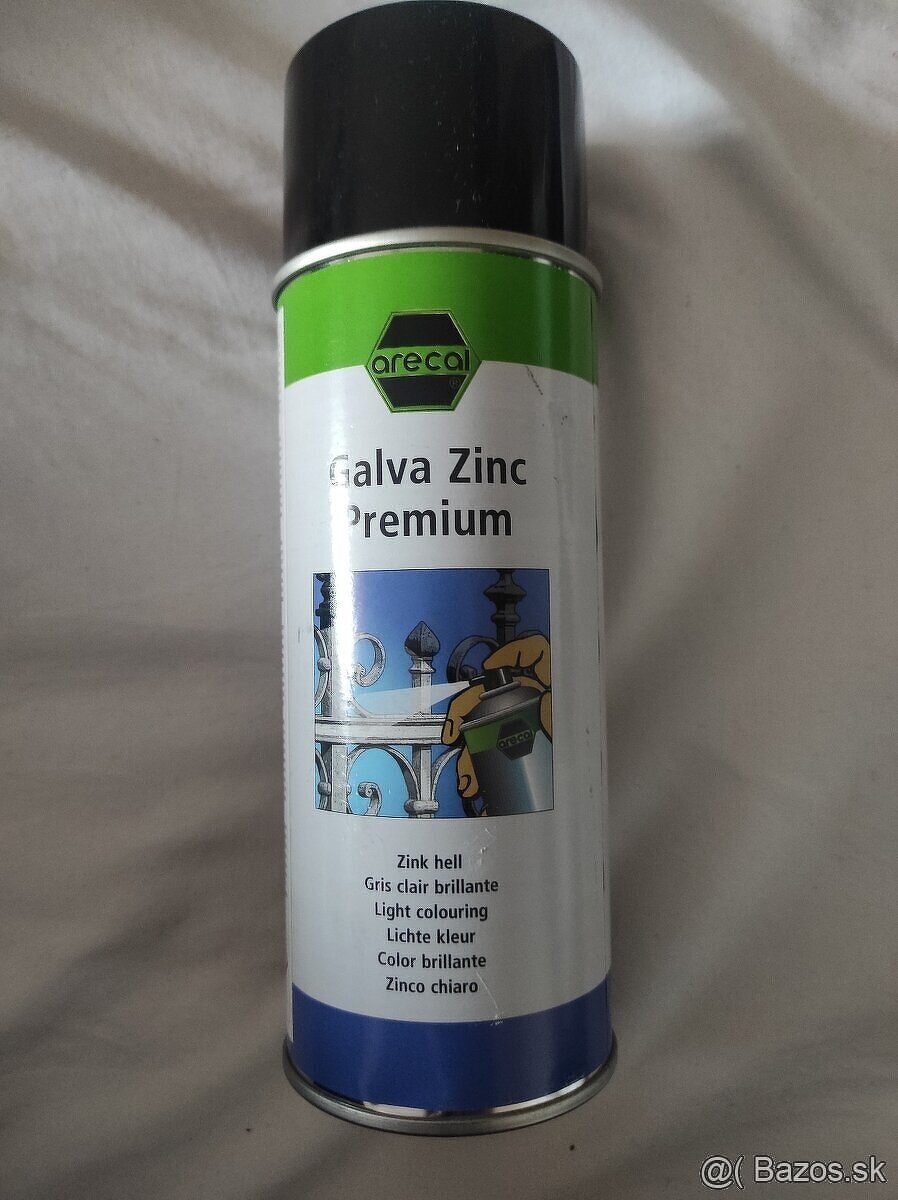 arecal
®
Galva Zinc
Premium
arecal
Zink hell
Gris clair brillante
Light colouring
Lichte kleur
Color brillante
Zinco chiaro
@( Bazos.sk